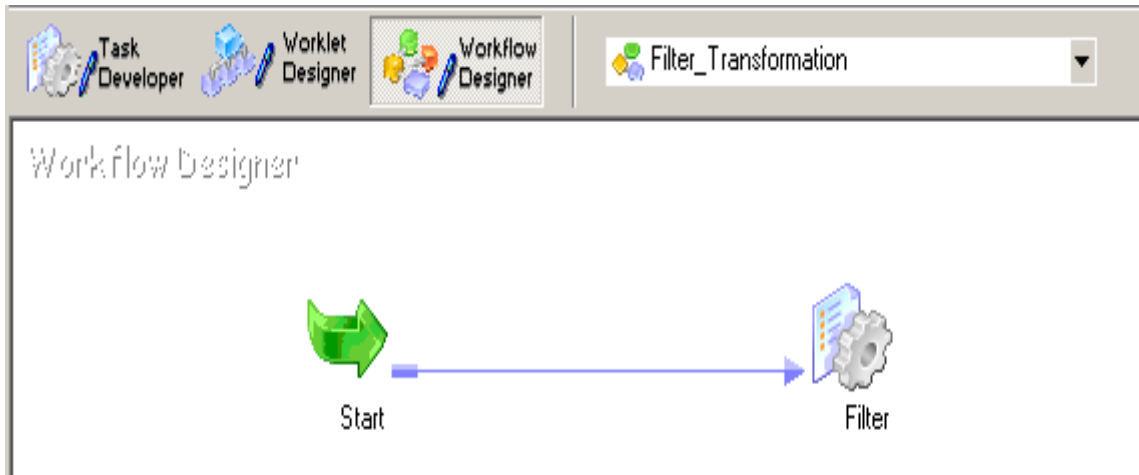 Task
Developer
Worklet
Designer
Workflow
Designer
Filter_Transformation
Workflow Designer
Start
Filter